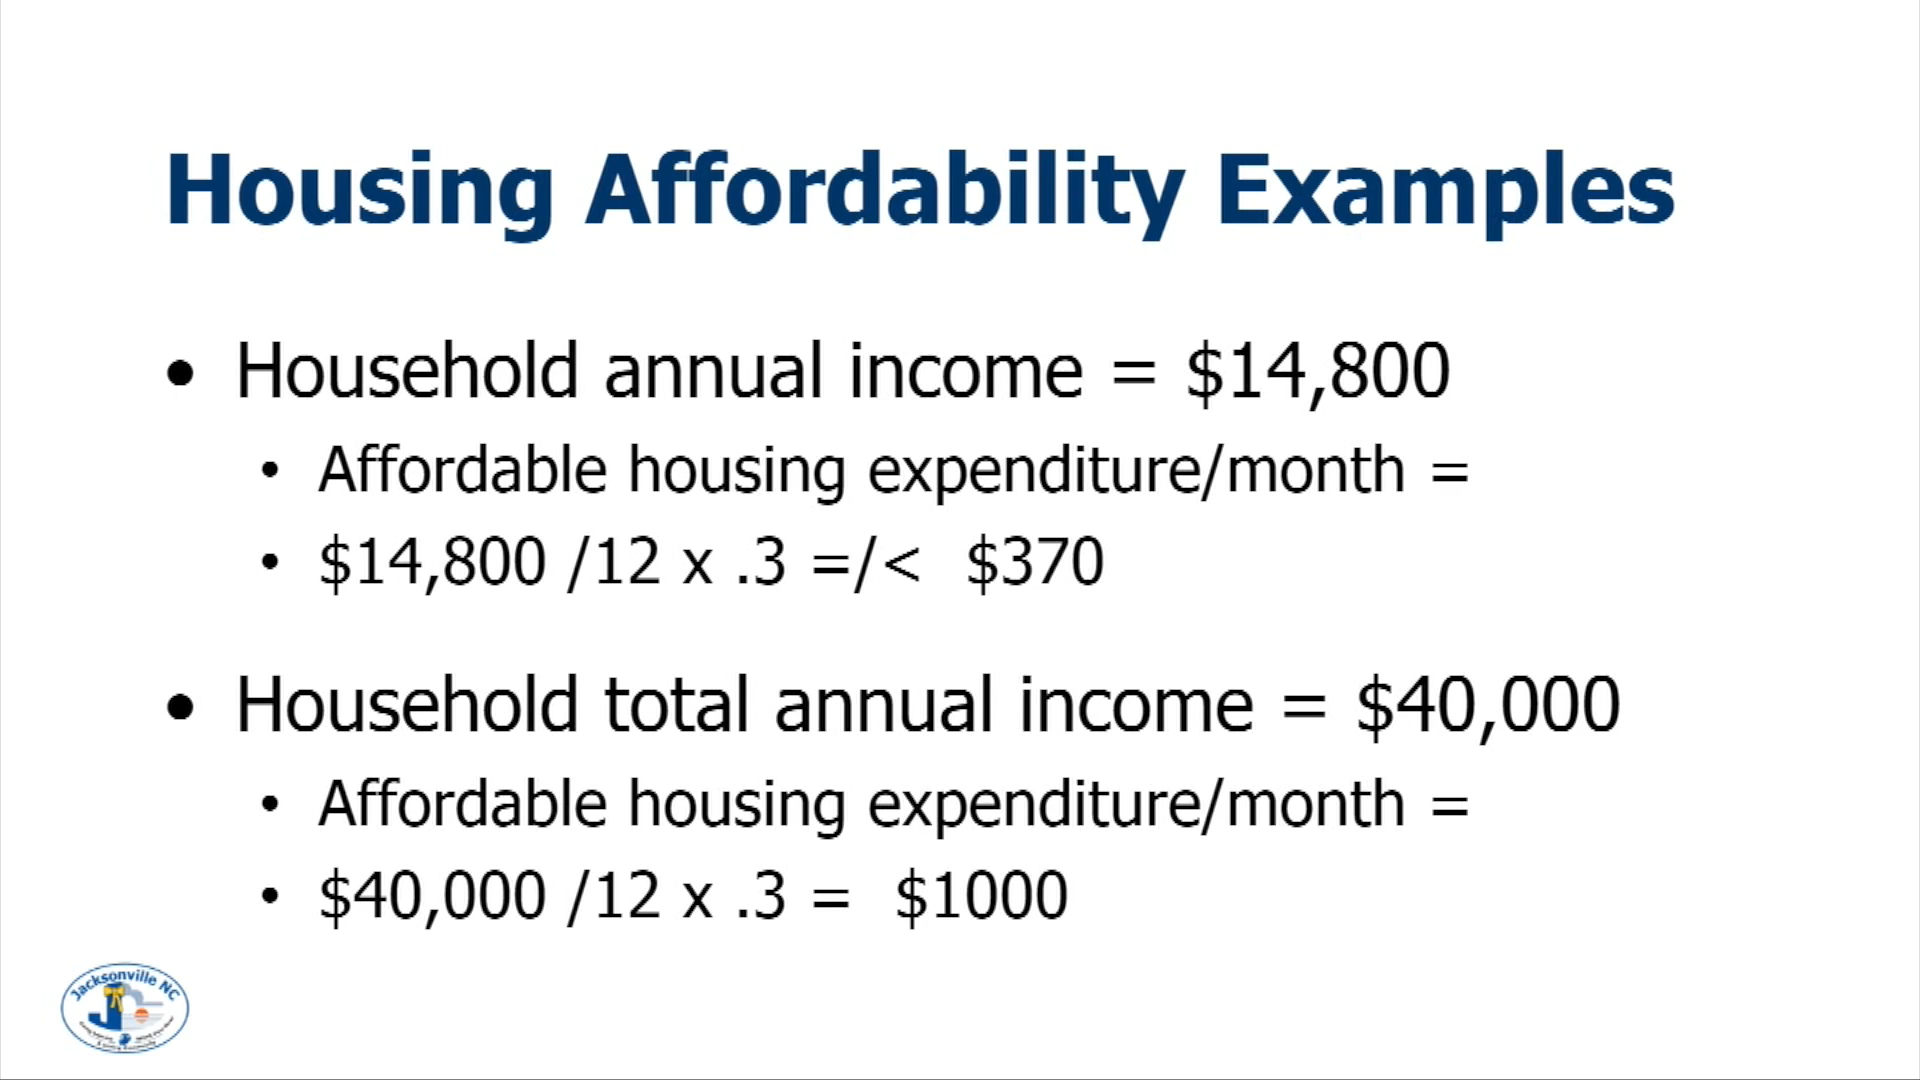 Housing Affordability Examples
• Household annual income = $14,800
• Affordable housing expenditure/month =
• $14,800 /12 x .3 =/<  $370
• Household total annual income = $40,000
• Affordable housing expenditure/month =
• $40,000 /12 x .3 =  $1000
Jacksonville NC